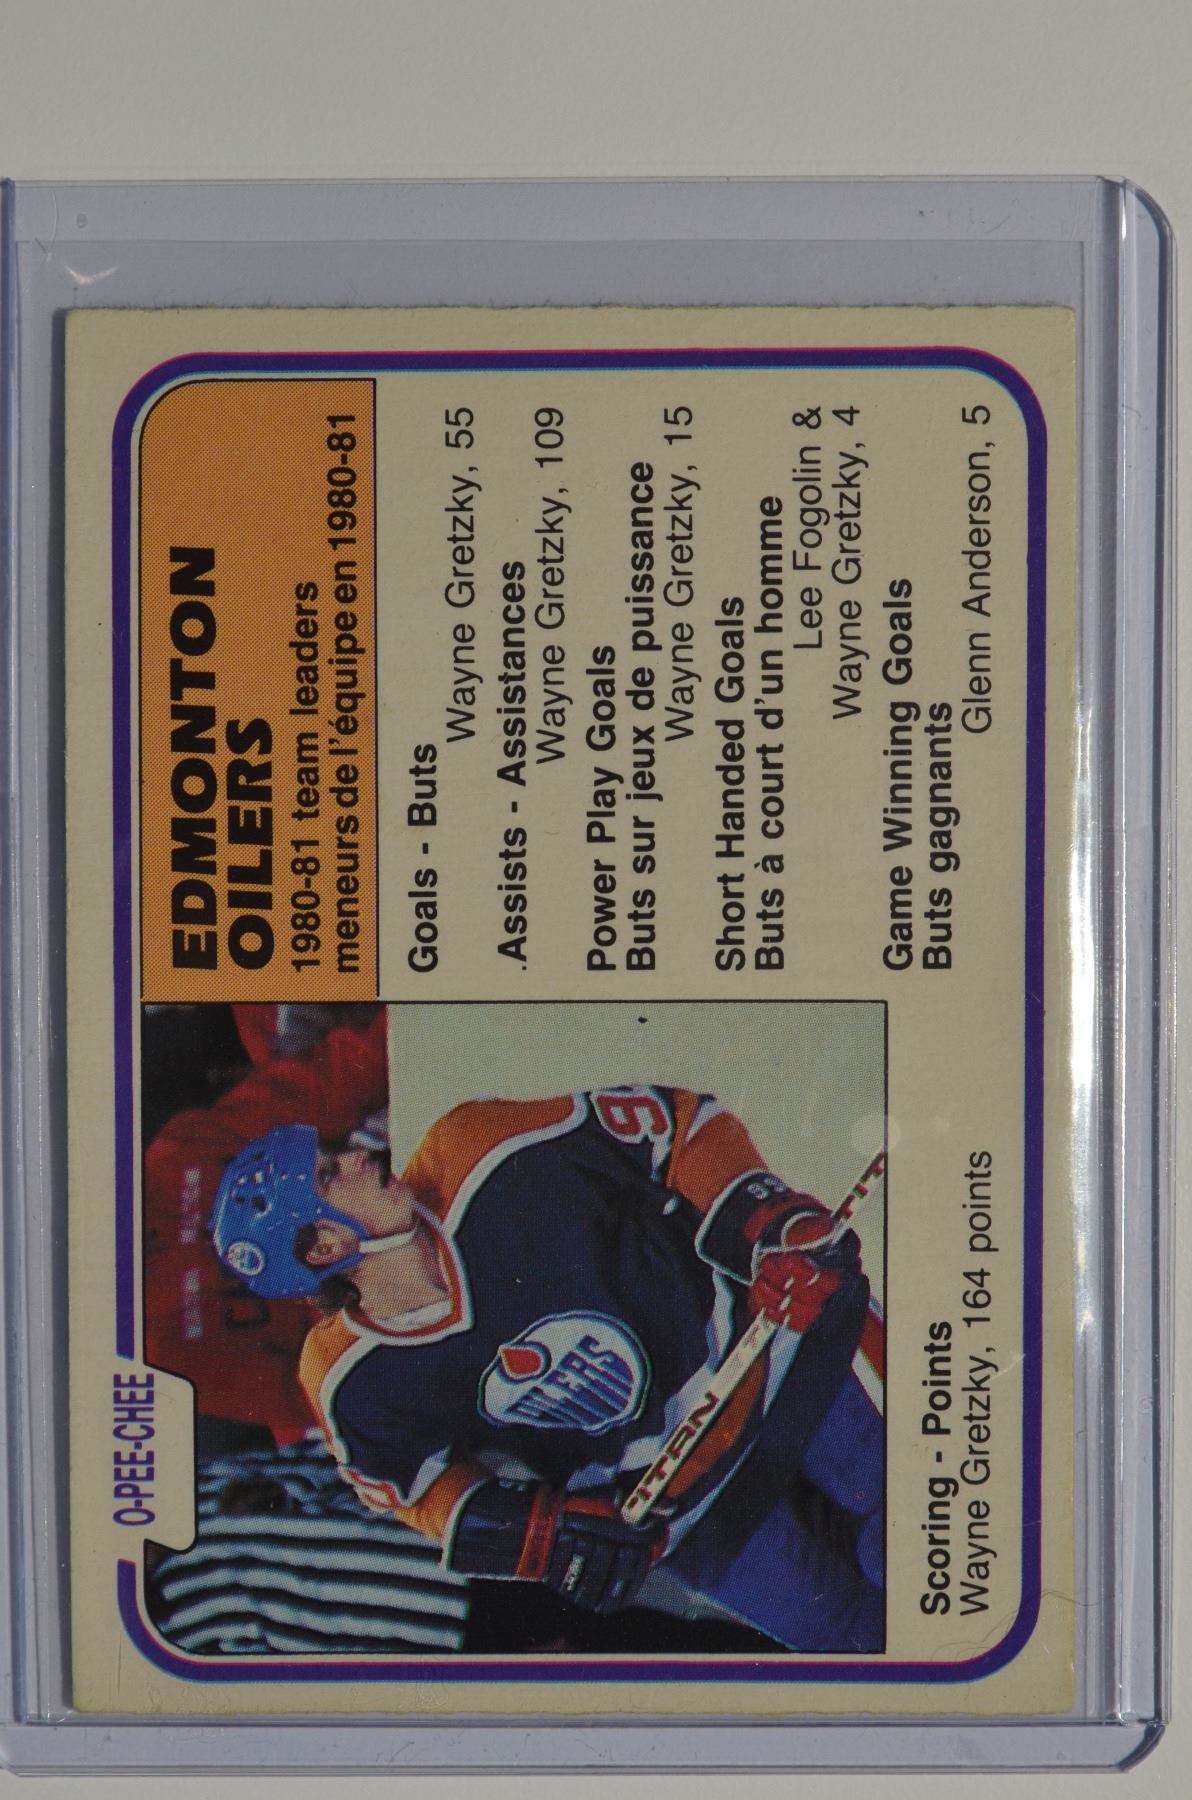 O-PEE-CHEE
EDMONTON
OILERS
1980-81 team leaders
meneurs de l'équipe en 1980-81
Goals - Buts
Wayne Gretzky, 55
.Assists - Assistances
Wayne Gretzky, 109
Power Play Goals
Buts sur jeux de puissance
Wayne Gretzky, 15
Short Handed Goals
Buts à court d'un homme
Lee Fogolin &
Wayne Gretzky, 4
Game Winning Goals
Buts gagnants
Glenn Anderson, 5
Scoring - Points
Wayne Gretzky, 164 points
OILERS
TITAN
TIT
9
99